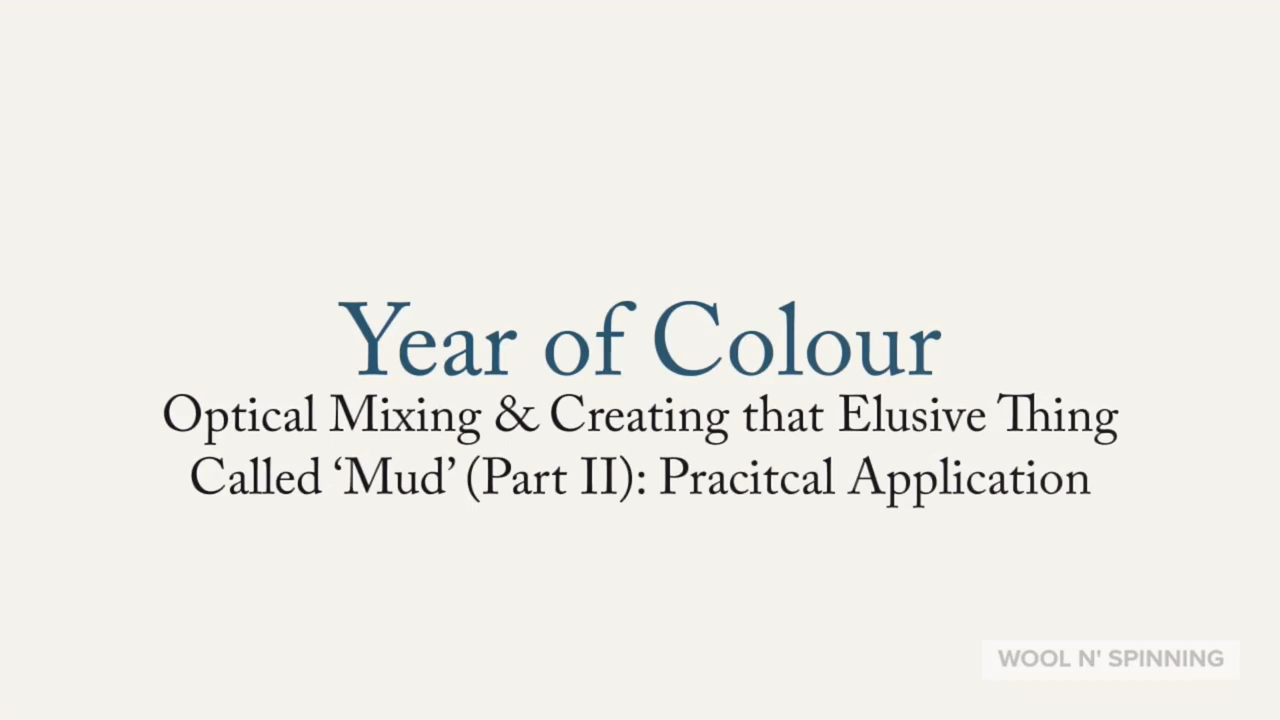 Year of Colour
Optical Mixing & Creating that Elusive Thing
Called ‘Mud’ (Part II): Pracitcal Application
WOOL N' SPINNING